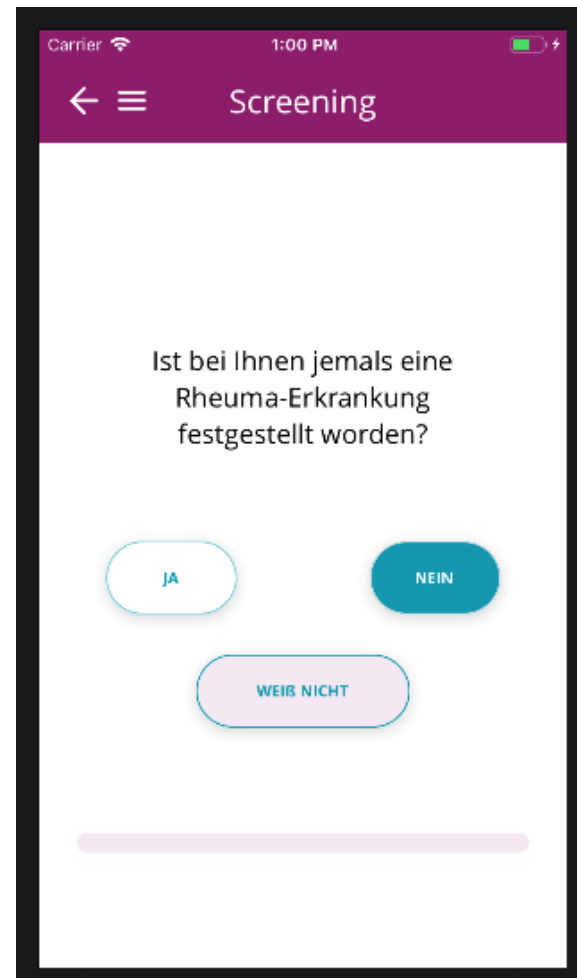 Carrier 1:00 PM
Screening
Ist bei Ihnen jemals eine
Rheuma-Erkrankung
festgestellt worden?
JA NEIN
WEIß NICHT